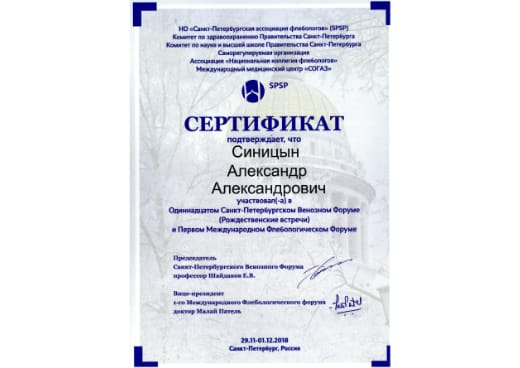 НО «Санкт-Петербургская ассоциация флебологов» (SPSP)
Комитет по здравоохранению Правительства Санкт-Петербурга
Комитет по науке и высшей школе Правительства Санкт-Петербурга
Саморегулируемая организация
Ассоциация «Национальная коллегия флебологов»
Международный медицинский центр «СОГАЗ»
SPSP
СЕРТИФИКАТ
подтверждает, что
Синицын
Александр
Александрович
участвовал(-а) в
Одиннадцатом Санкт-Петербургском Венозном Форуме
(Рождественские встречи)
и Первом Международном Флебологическом Форуме
Председатель
Санкт-Петербургского Венозного Форума
профессор Шайдаков Е.В.
Вице-президент
1-го Международного Флебологического форума
доктор Малай Патель
29.11-01.12.2018
Санкт-Петербург, Россия